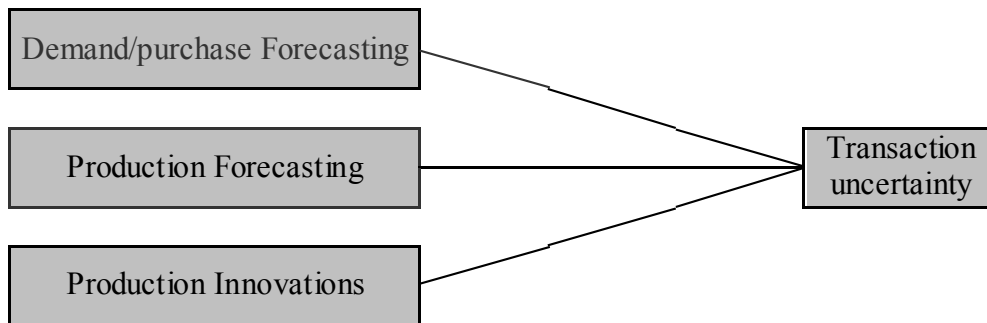 Demand/purchase Forecasting
Production Forecasting
Transaction
uncertainty
Production Innovations